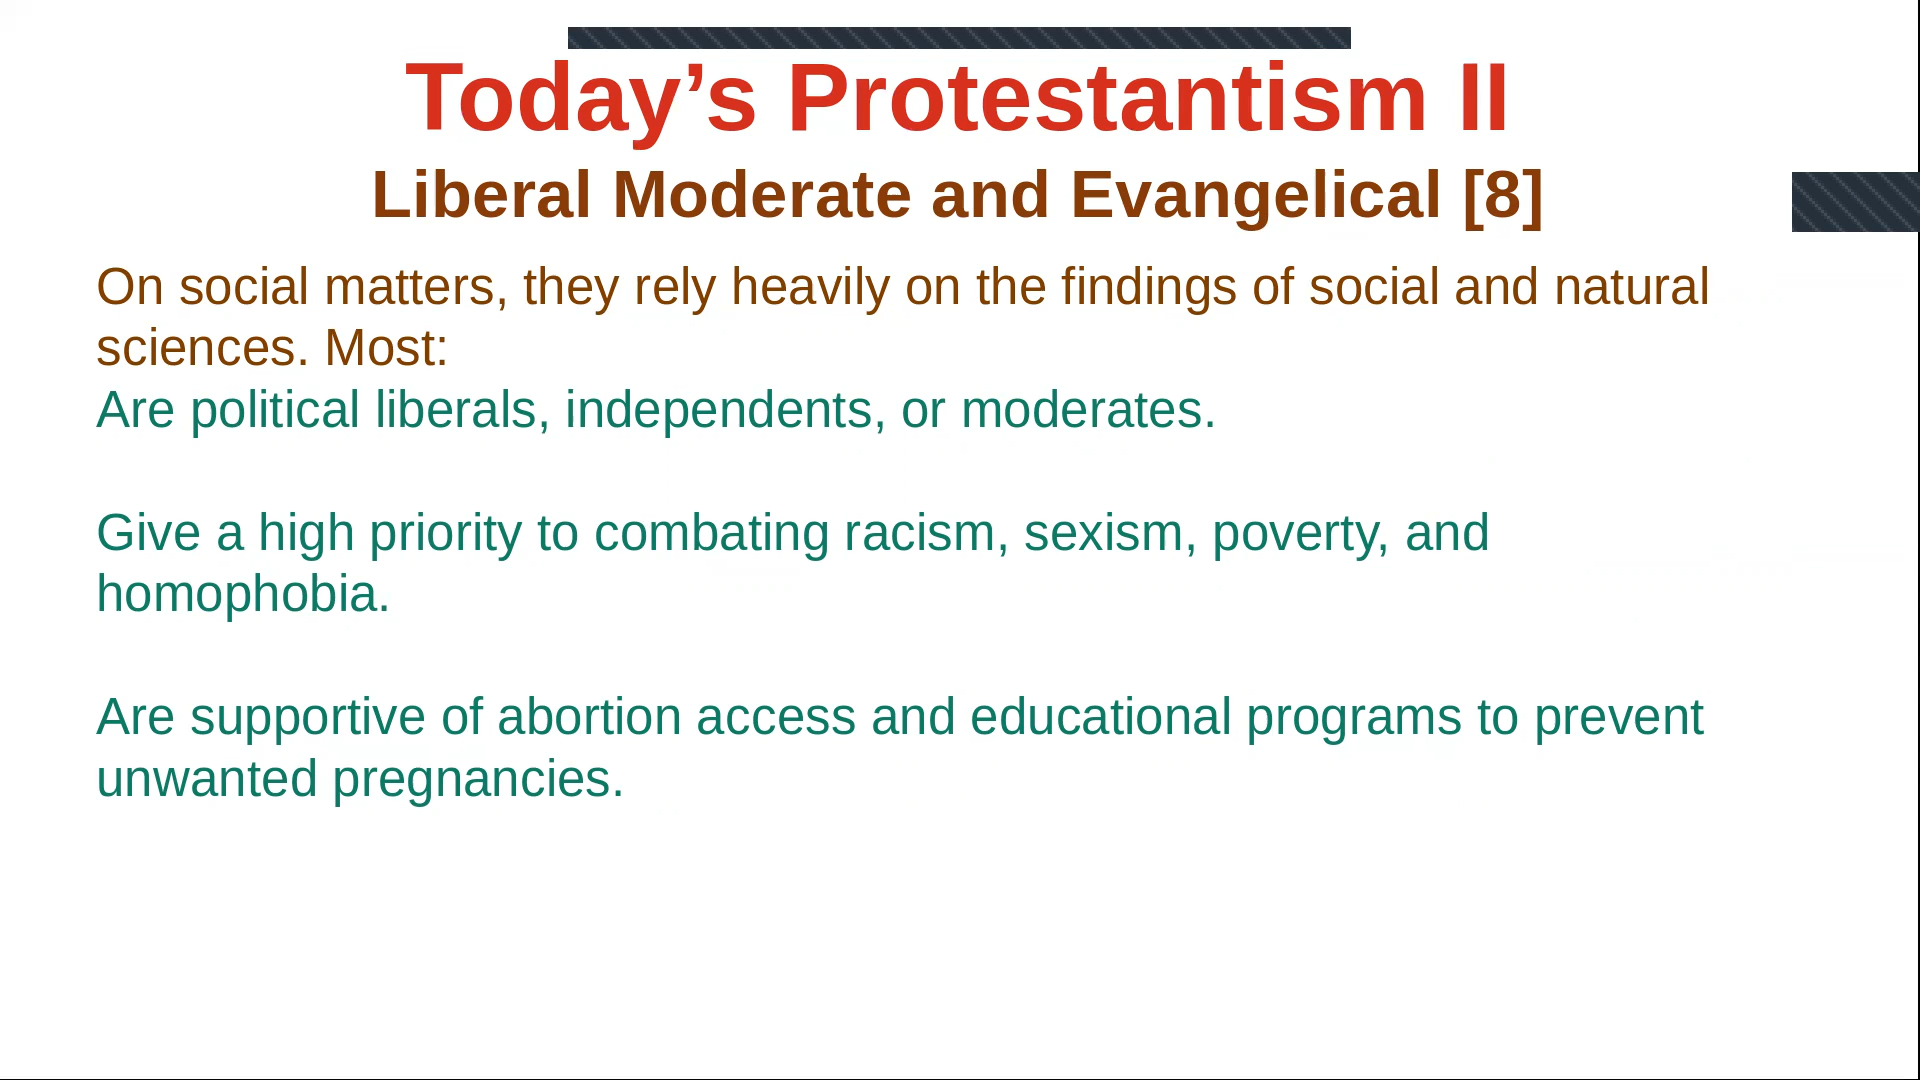 Today’s Protestantism II
Liberal Moderate and Evangelical [8]
On social matters, they rely heavily on the findings of social and natural
sciences. Most:
Are political liberals, independents, or moderates.
Give a high priority to combating racism, sexism, poverty, and
homophobia.
Are supportive of abortion access and educational programs to prevent
unwanted pregnancies.